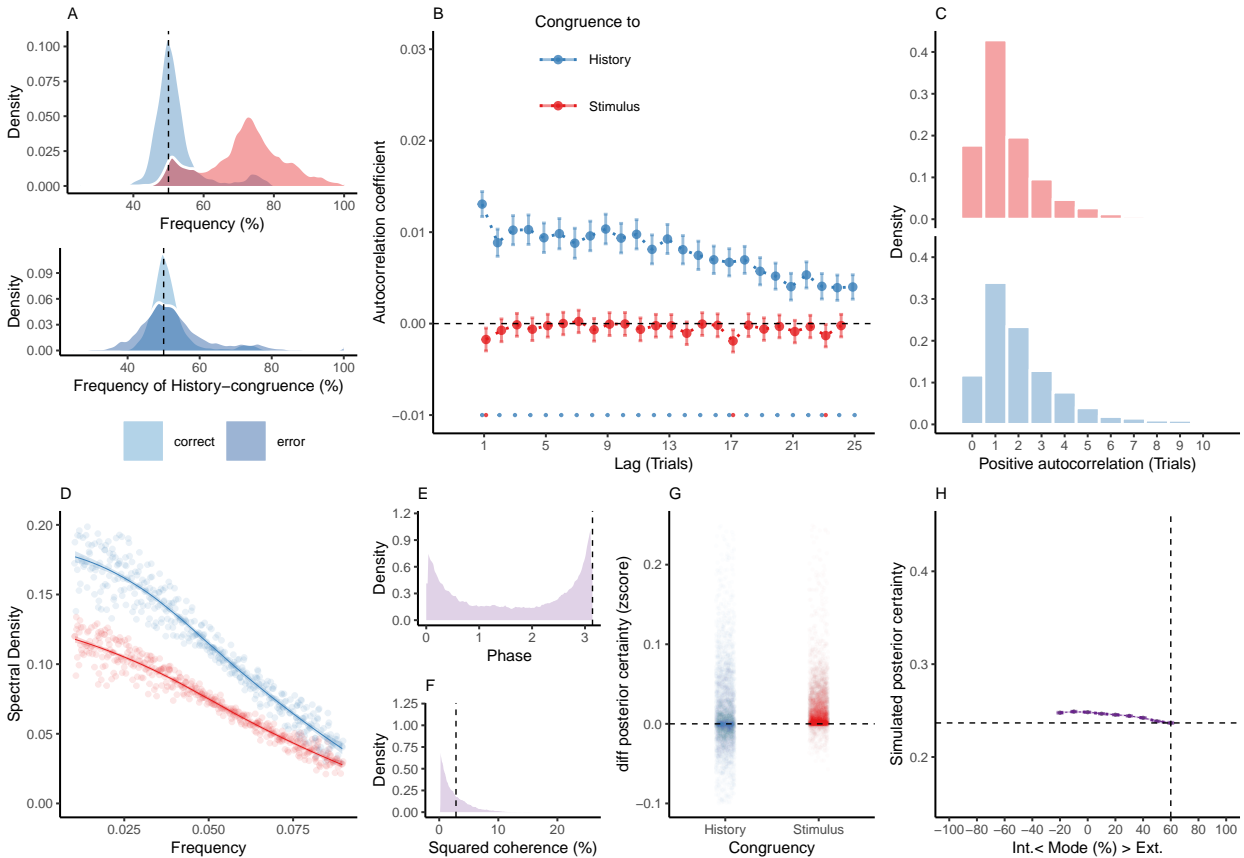 A
Density
0.100
0.075
0.050
0.025
0.000
40 60 80 100
Frequency (%)
Density
0.09
0.06
0.03
0.00
40 60 80 100
Frequency of History−congruence (%)
correct error
B
Congruence to
History
Stimulus
Autocorrelation coefficient
0.03
0.02
0.01
0.00
−0.01
1 5 9 13 17 21 25
Lag (Trials)
C
Density
0.4
0.3
0.2
0.1
0.0
0.4
0.3
0.2
0.1
0.0
0 1 2 3 4 5 6 7 8 9 10
Positive autocorrelation (Trials)
D
Spectral Density
0.20
0.15
0.10
0.05
0.00
0.025 0.050 0.075
Frequency
E
Density
1.2
0.9
0.6
0.3
0.0
0 1 2 3
Phase
F
Density
1.25
1.00
0.75
0.50
0.25
0.00
0 10 20
Squared coherence (%)
G
diff posterior certainty (zscore)
0.2
0.1
0.0
−0.1
History Stimulus
Congruency
H
Simulated posterior certainty
0.4
0.3
0.2
−100 −80 −60 −40 −20 0 20 40 60 80 100
Int.< Mode (%) > Ext.